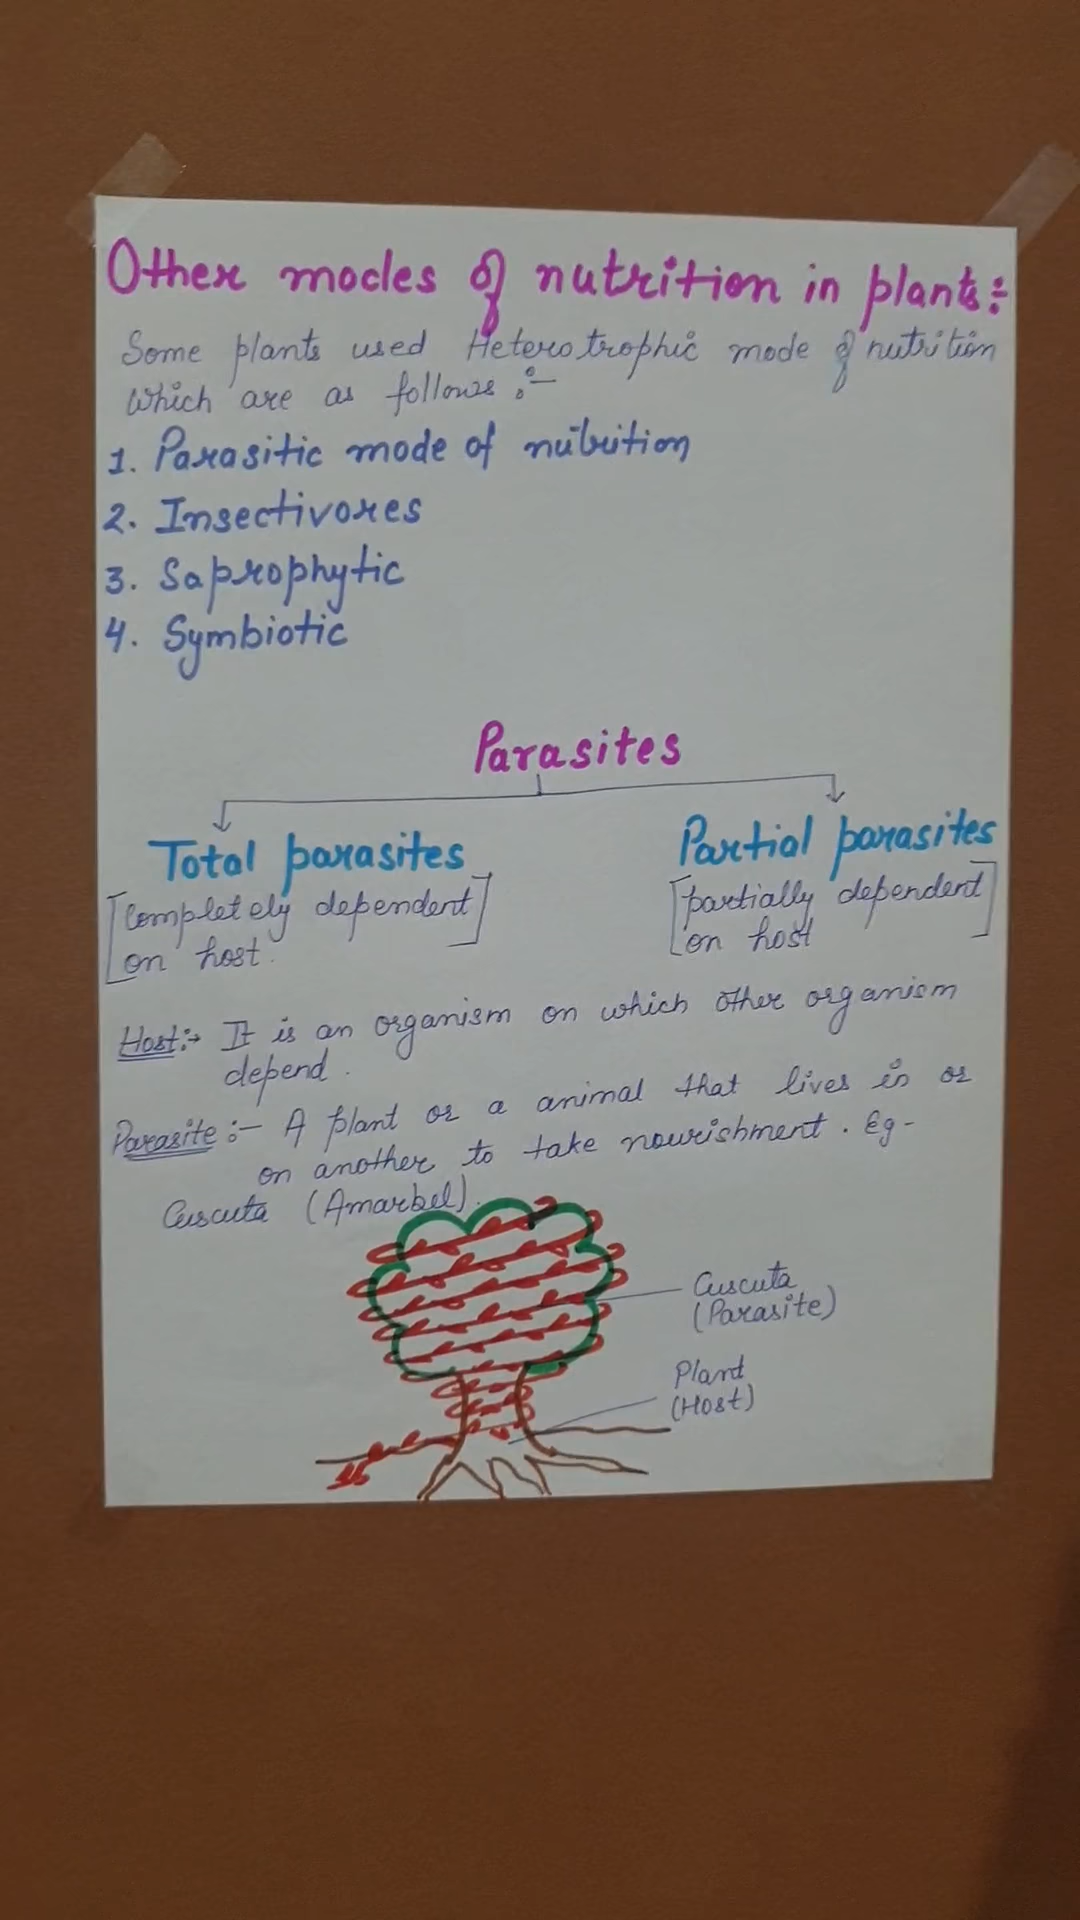 Other modes of nutrition in plants:-
Some plants used Heterotrophic mode of nutrition
which are as follows :-
1. Parasitic mode of nutrition
2. Insectivores
3. Saprophytic
4. Symbiotic
Parasites
Total parasites
[completely dependent
on host.]
Partial parasites
[partially dependent
on host]
Host:- It is an organism on which other organism
depend.
Parasite:- A plant or a animal that lives in or
on another to take nourishment. Eg-
Cuscuta (Amarbel).
Cuscuta
(Parasite)
Plant
(Host)